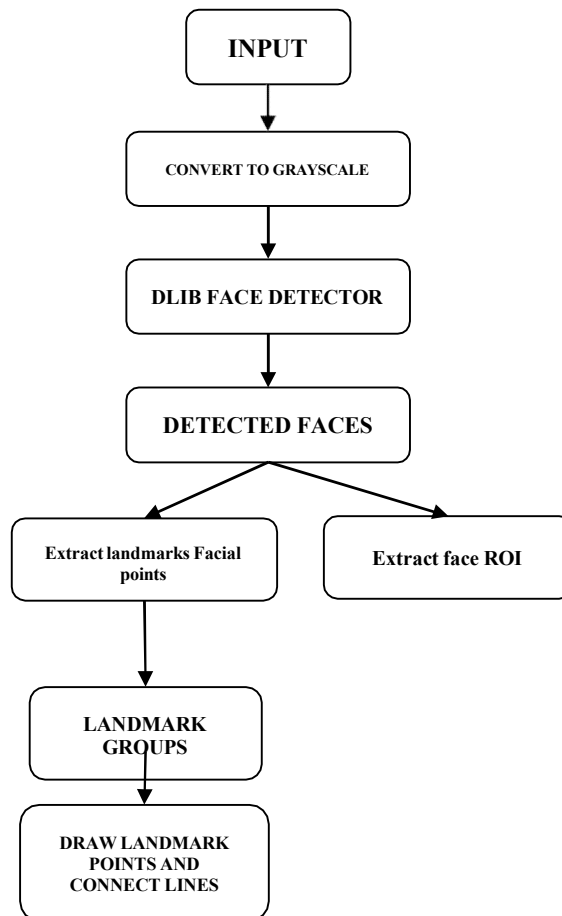 INPUT
CONVERT TO GRAYSCALE
DLIB FACE DETECTOR
DETECTED FACES
Extract landmarks Facial
points
Extract face ROI
LANDMARK
GROUPS
DRAW LANDMARK
POINTS AND
CONNECT LINES